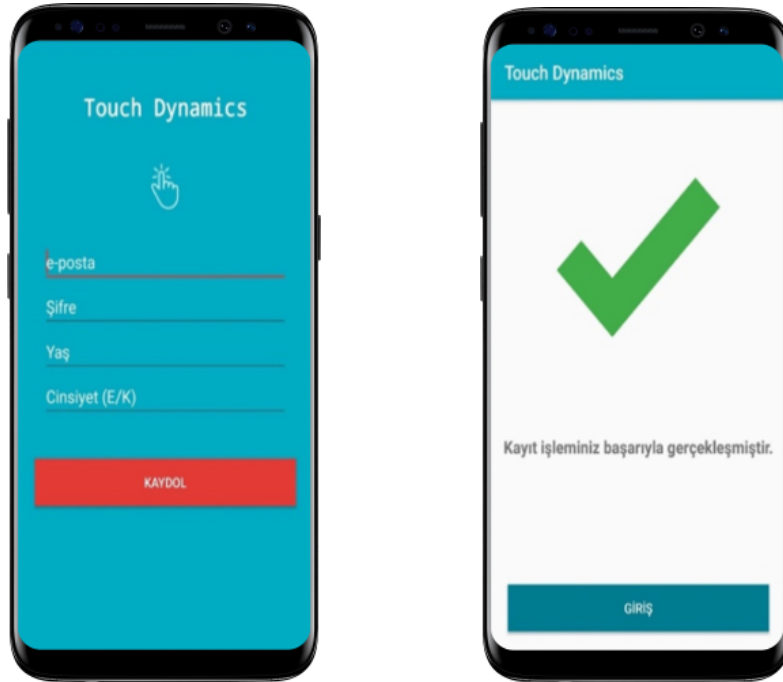 Touch Dynamics
e-posta
Şifre
Yaş
Cinsiyet (E/K)
KAYDOL
Touch Dynamics
Kayıt işleminiz başarıyla gerçekleşmiştir.
GİRİŞ